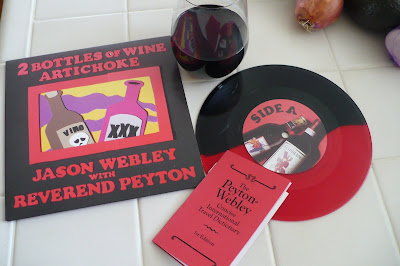 2 BOTTLES OF WINE
ARTICHOKE
VINO
XXX
JASON WEBLEY
WITH
REVEREND PEYTON
SIDE A
The
Peyton-
Webley
Concise
International
Travel Dictionary
1st Edition